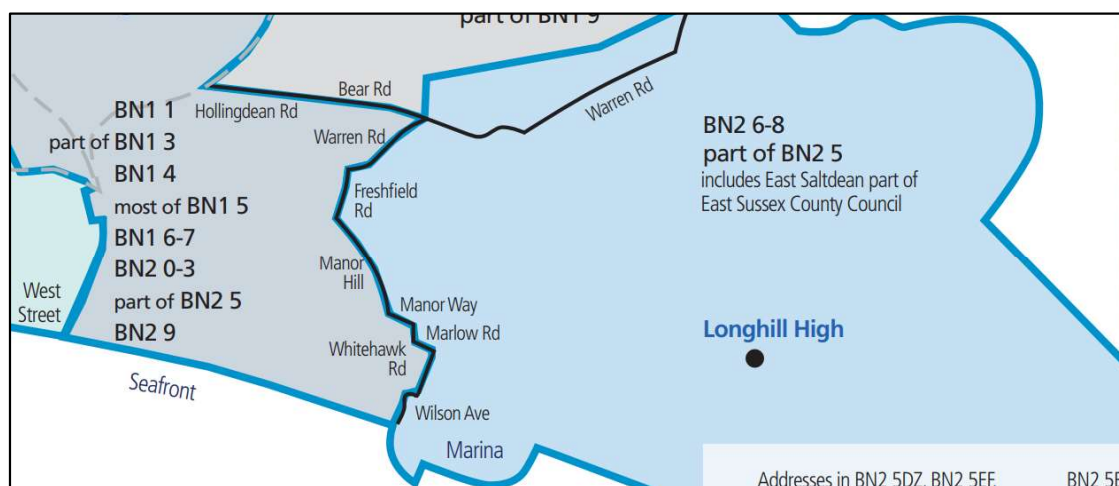 part of BN1 9
BN1 1
part of BN1 3
BN1 4
most of BN1 5
BN1 6-7
BN2 0-3
part of BN2 5
BN2 9
Hollingdean Rd
Bear Rd
Warren Rd
Freshfield
Rd
Manor
Hill
Manor Way
Marlow Rd
Whitehawk
Rd
Wilson Ave
West
Street
Seafront
Marina
Warren Rd
BN2 6-8
part of BN2 5
includes East Saltdean part of
East Sussex County Council
Longhill High
Addresses in BN2 5DZ, BN2 5FF